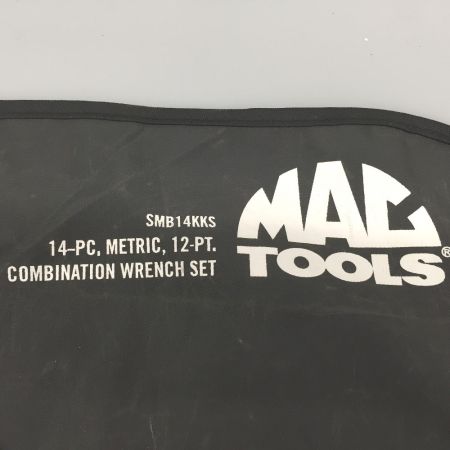 SMB14KKS
14-PC, METRIC, 12-PT.
COMBINATION WRENCH SET
MAC
TOOLS®